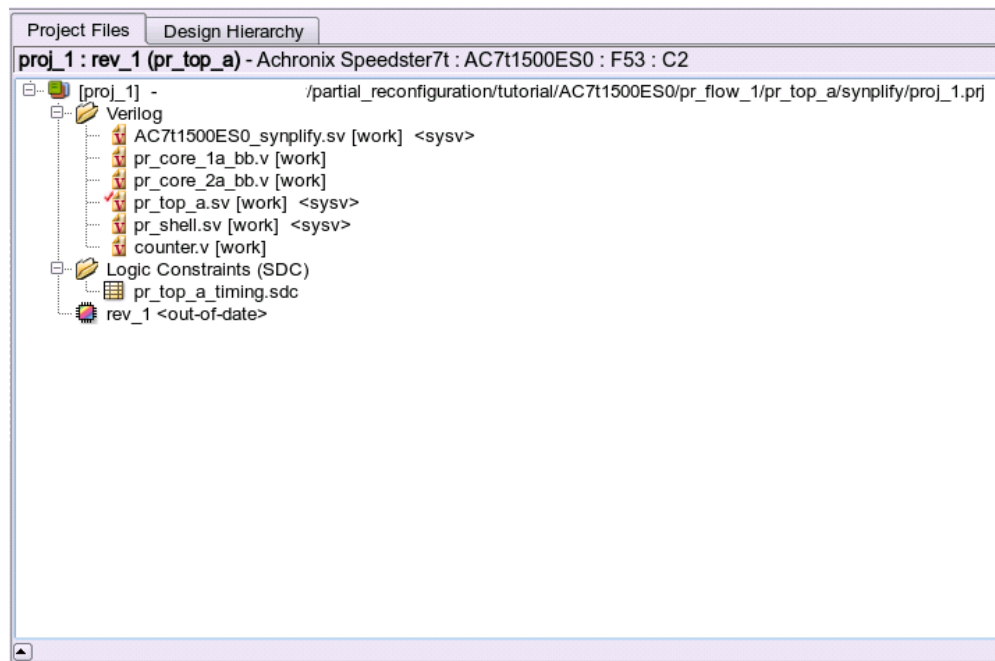 Project Files Design Hierarchy
proj_1 : rev_1 (pr_top_a) - Achronix Speedster7t : AC7t1500ES0 : F53 : C2
[proj_1] - :/partial_reconfiguration/tutorial/AC7t1500ES0/pr_flow_1/pr_top_a/synplify/proj_1.prj
Verilog
AC7t1500ES0_synplify.sv [work] <sysv>
pr_core_1a_bb.v [work]
pr_core_2a_bb.v [work]
pr_top_a.sv [work] <sysv>
pr_shell.sv [work] <sysv>
counter.v [work]
Logic Constraints (SDC)
pr_top_a_timing.sdc
rev_1 <out-of-date>